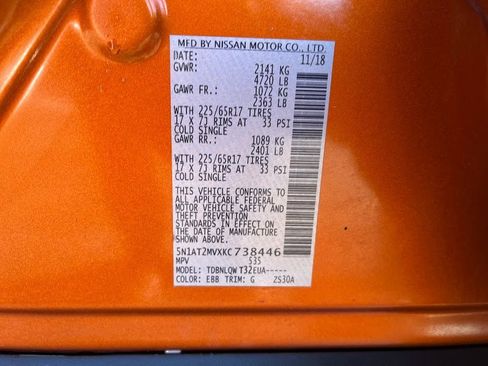 MFD BY NISSAN MOTOR CO., LTD.
DATE: 11/18
GVWR: 2141 KG
4720 LB
GAWR FR.: 1072 KG
2363 LB
WITH 225/65R17 TIRES
17 X 7J RIMS AT 33 PSI
COLD SINGLE
GAWR RR.: 1089 KG
2401 LB
WITH 225/65R17 TIRES
17 X 7J RIMS AT 33 PSI
COLD SINGLE
THIS VEHICLE CONFORMS TO
ALL APPLICABLE FEDERAL
MOTOR VEHICLE SAFETY AND
THEFT PREVENTION
STANDARDS IN EFFECT ON
THE DATE OF MANUFACTURE
SHOWN ABOVE.
5N1AT2MVXKC738446
MPV 535
MODEL: TDBNLQWT32EUA-----
COLOR: EBB TRIM: G ZS30A